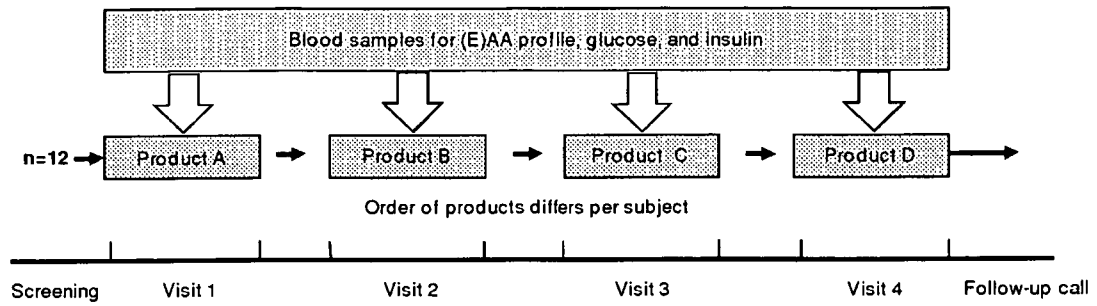 Blood samples for (E)AA profile, glucose, and insulin
n=12
Product A
Product B
Product C
Product D
Order of products differs per subject
Screening
Visit 1
Visit 2
Visit 3
Visit 4
Follow-up call